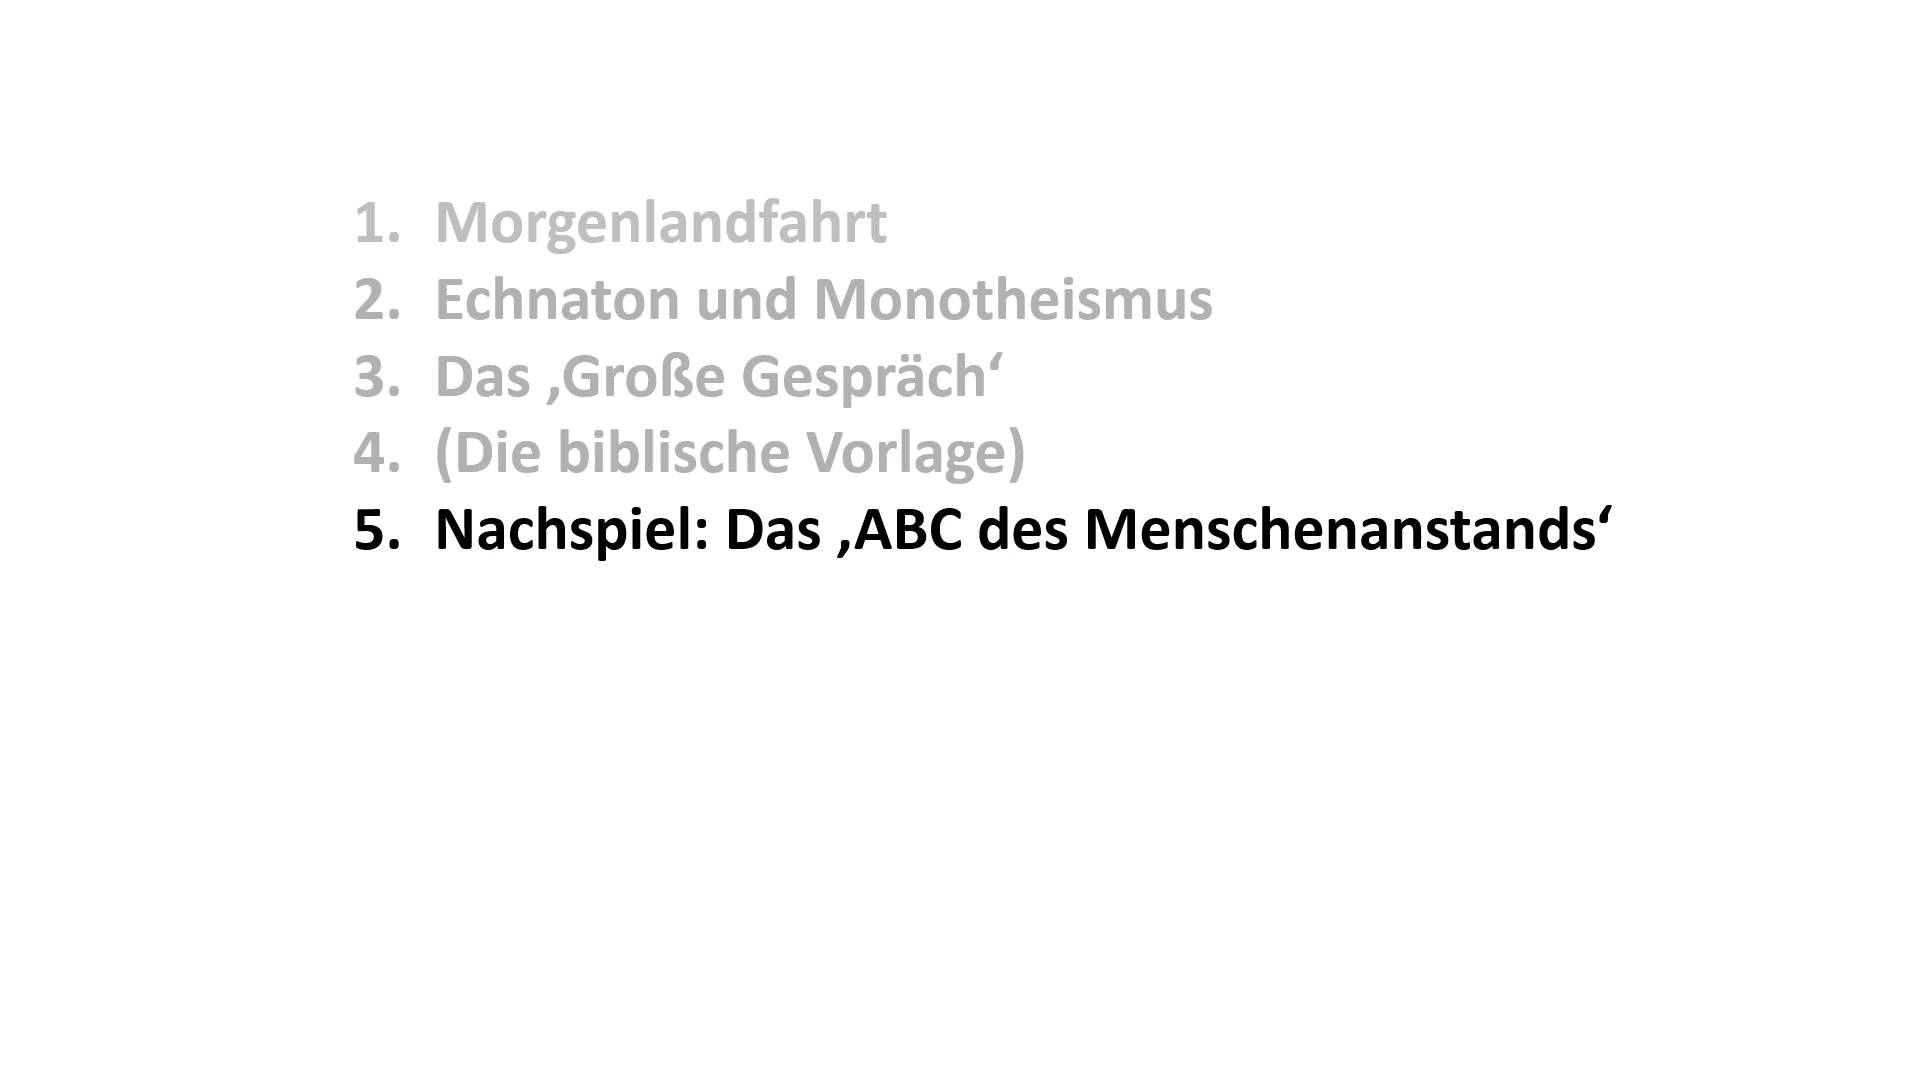 1. Morgenlandfahrt
2. Echnaton und Monotheismus
3. Das ‚Große Gespräch‘
4. (Die biblische Vorlage)
5. Nachspiel: Das ‚ABC des Menschenanstands‘